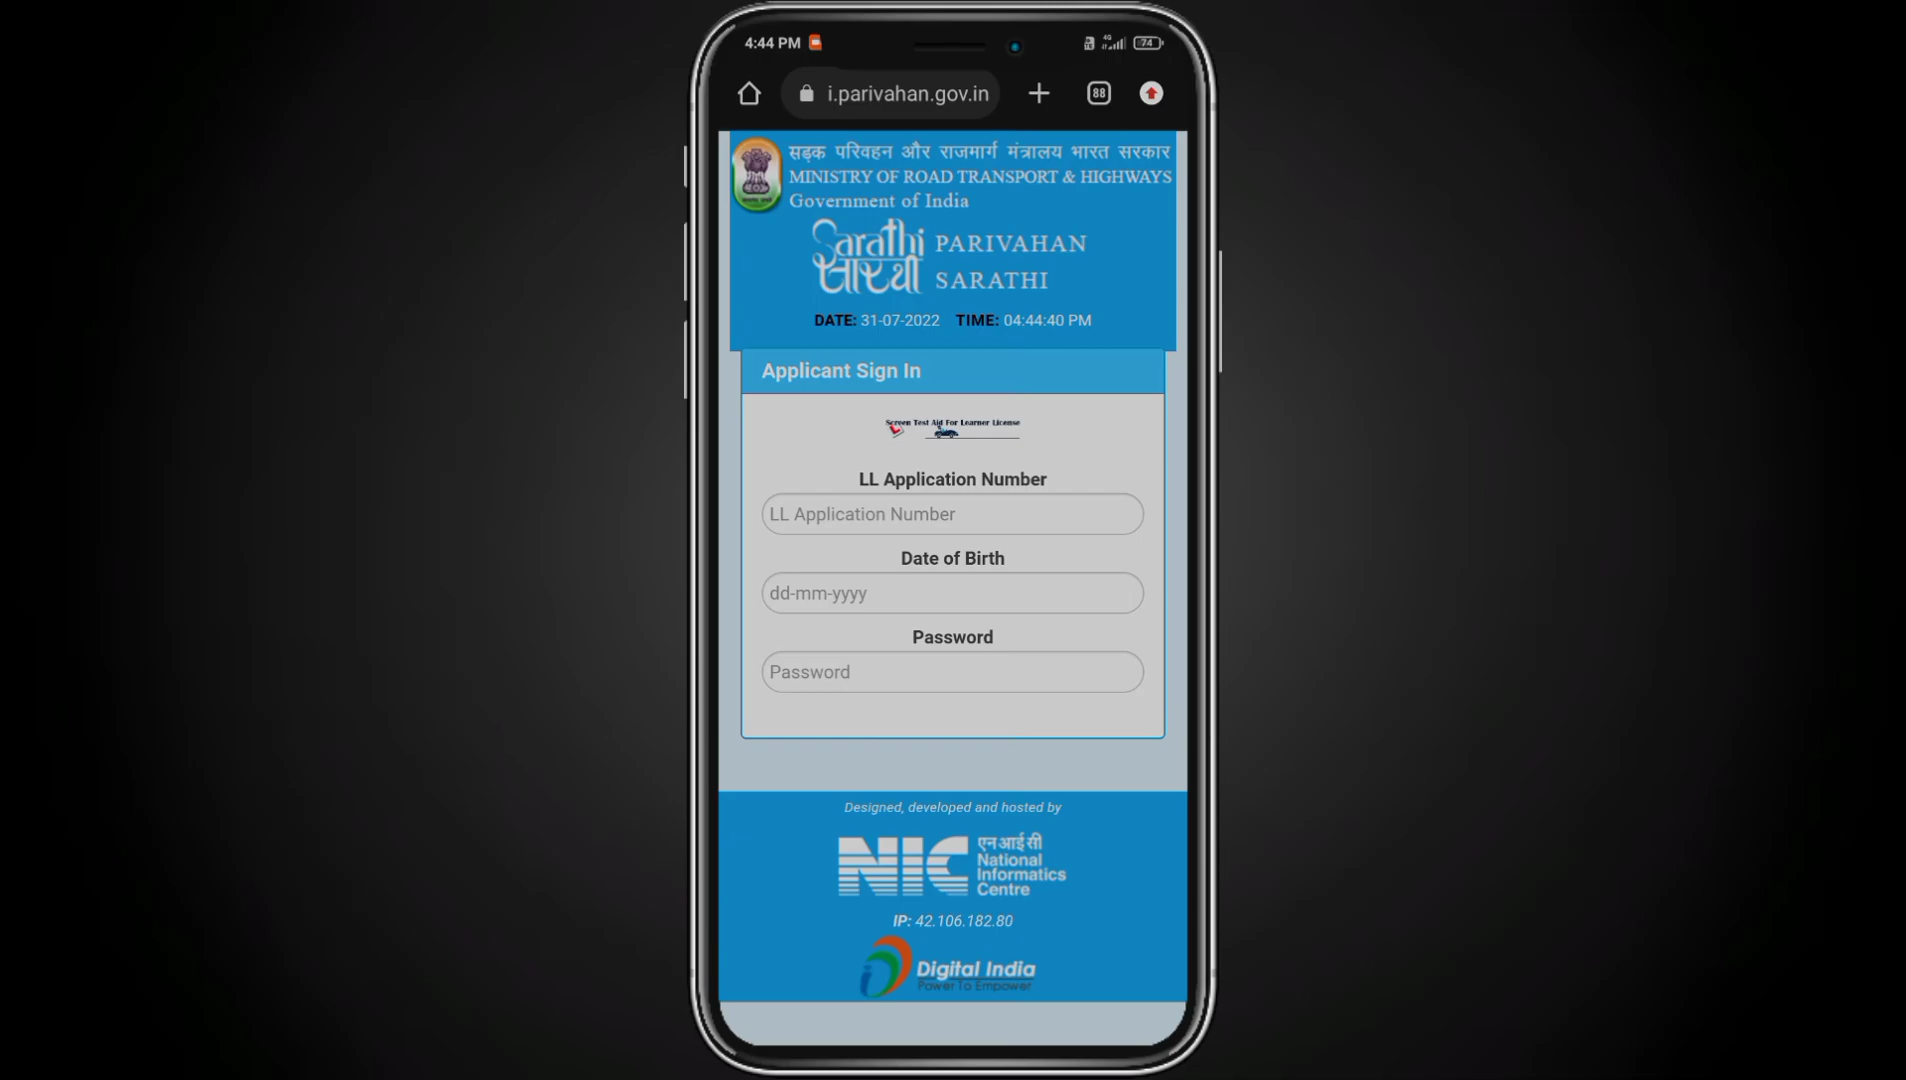 4:44 PM
4G
74
i.parivahan.gov.in
88
सड़क परिवहन और राजमार्ग मंत्रालय भारत सरकार
MINISTRY OF ROAD TRANSPORT & HIGHWAYS
Government of India
Sarathi
सारथी
PARIVAHAN
SARATHI
DATE: 31-07-2022 TIME: 04:44:40 PM
Applicant Sign In
Screen Test Aid For Learner License
LL Application Number
LL Application Number
Date of Birth
dd-mm-yyyy
Password
Password
Designed, developed and hosted by
NIC
एन आई सी
National
Informatics
Centre
IP: 42.106.182.80
Digital India
Power To Empower